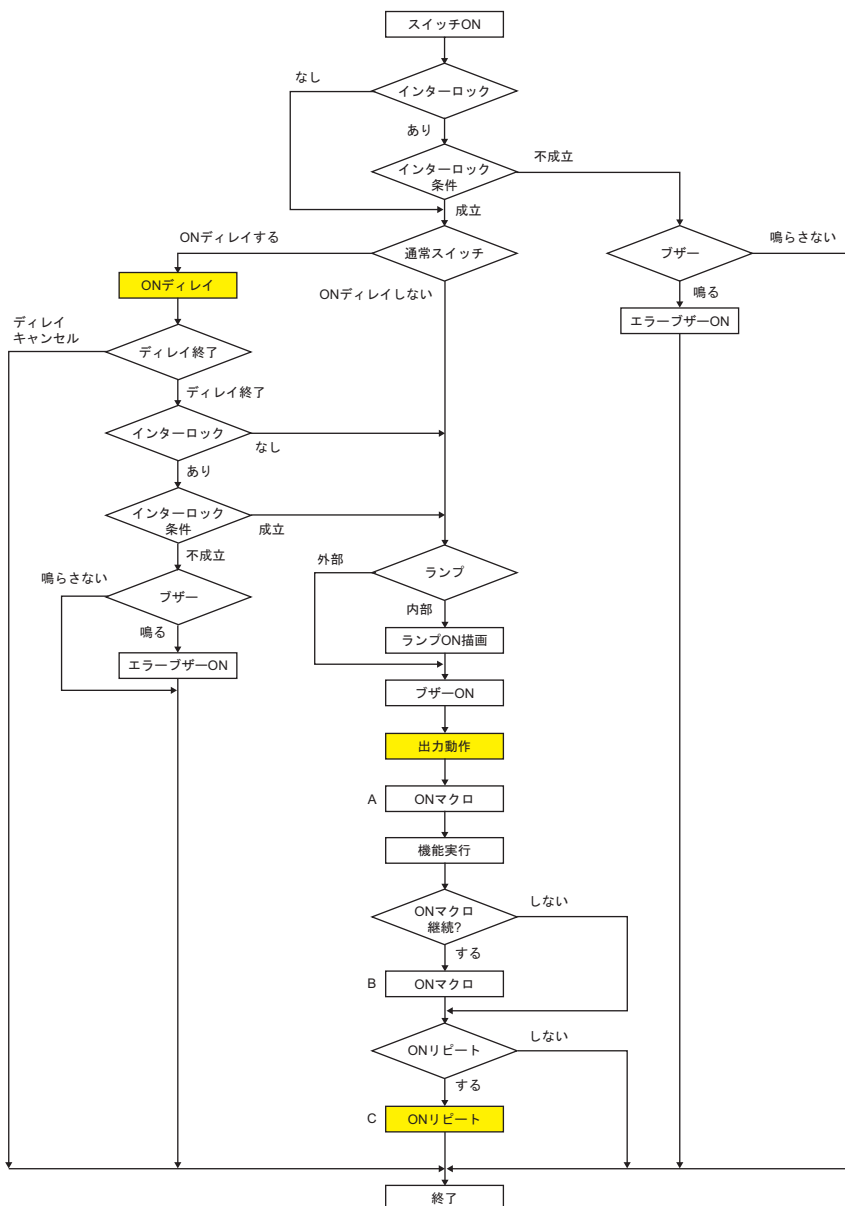 スイッチON
なし
インターロック
あり
インターロック
条件
不成立
成立
ONディレイする
通常スイッチ
ブザー
鳴らさない
ONディレイ
ONディレイしない
鳴る
エラーブザーON
ディレイ
キャンセル
ディレイ終了
ディレイ終了
インターロック
なし
あり
インターロック
条件
成立
不成立
外部
ランプ
鳴らさない
ブザー
内部
鳴る
ランプON描画
エラーブザーON
ブザーON
出力動作
A
ONマクロ
機能実行
ONマクロ
継続?
しない
する
B
ONマクロ
ONリピート
しない
する
C
ONリピート
終了